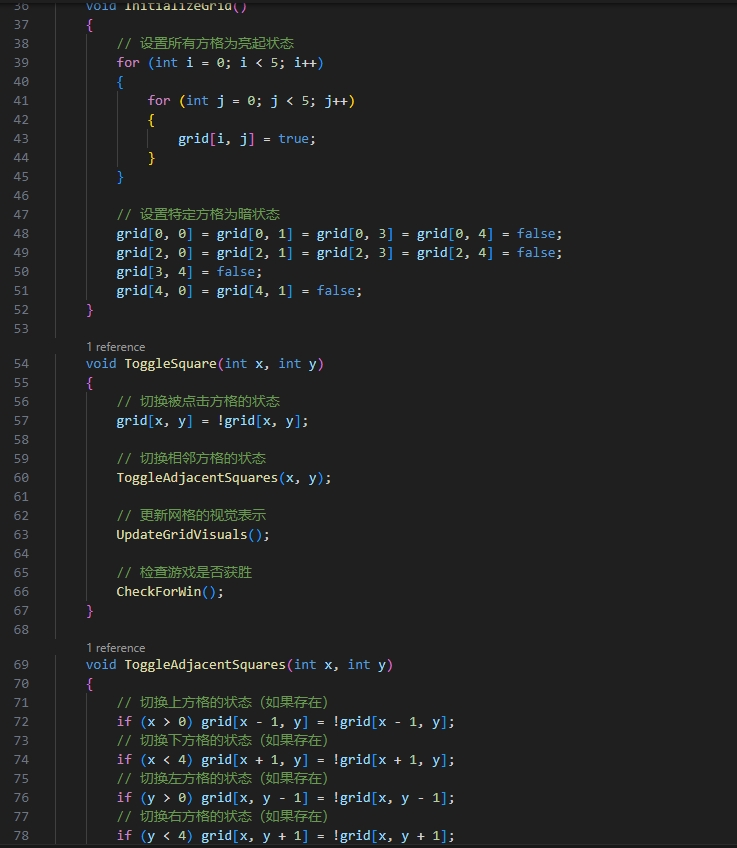 36 void InitializeGrid()
37 {
38 // 设置所有方格为亮起状态
39 for (int i = 0; i < 5; i++)
40 {
41 for (int j = 0; j < 5; j++)
42 {
43 grid[i, j] = true;
44 }
45 }
46
47 // 设置特定方格为暗状态
48 grid[0, 0] = grid[0, 1] = grid[0, 3] = grid[0, 4] = false;
49 grid[2, 0] = grid[2, 1] = grid[2, 3] = grid[2, 4] = false;
50 grid[3, 4] = false;
51 grid[4, 0] = grid[4, 1] = false;
52 }
53
1 reference
54 void ToggleSquare(int x, int y)
55 {
56 // 切换被点击方格的状态
57 grid[x, y] = !grid[x, y];
58
59 // 切换相邻方格的状态
60 ToggleAdjacentSquares(x, y);
61
62 // 更新网格的视觉表示
63 UpdateGridVisuals();
64
65 // 检查游戏是否获胜
66 CheckForWin();
67 }
68
1 reference
69 void ToggleAdjacentSquares(int x, int y)
70 {
71 // 切换上方格的状态（如果存在）
72 if (x > 0) grid[x - 1, y] = !grid[x - 1, y];
73 // 切换下方格的状态（如果存在）
74 if (x < 4) grid[x + 1, y] = !grid[x + 1, y];
75 // 切换左方格的状态（如果存在）
76 if (y > 0) grid[x, y - 1] = !grid[x, y - 1];
77 // 切换右方格的状态（如果存在）
78 if (y < 4) grid[x, y + 1] = !grid[x, y + 1];